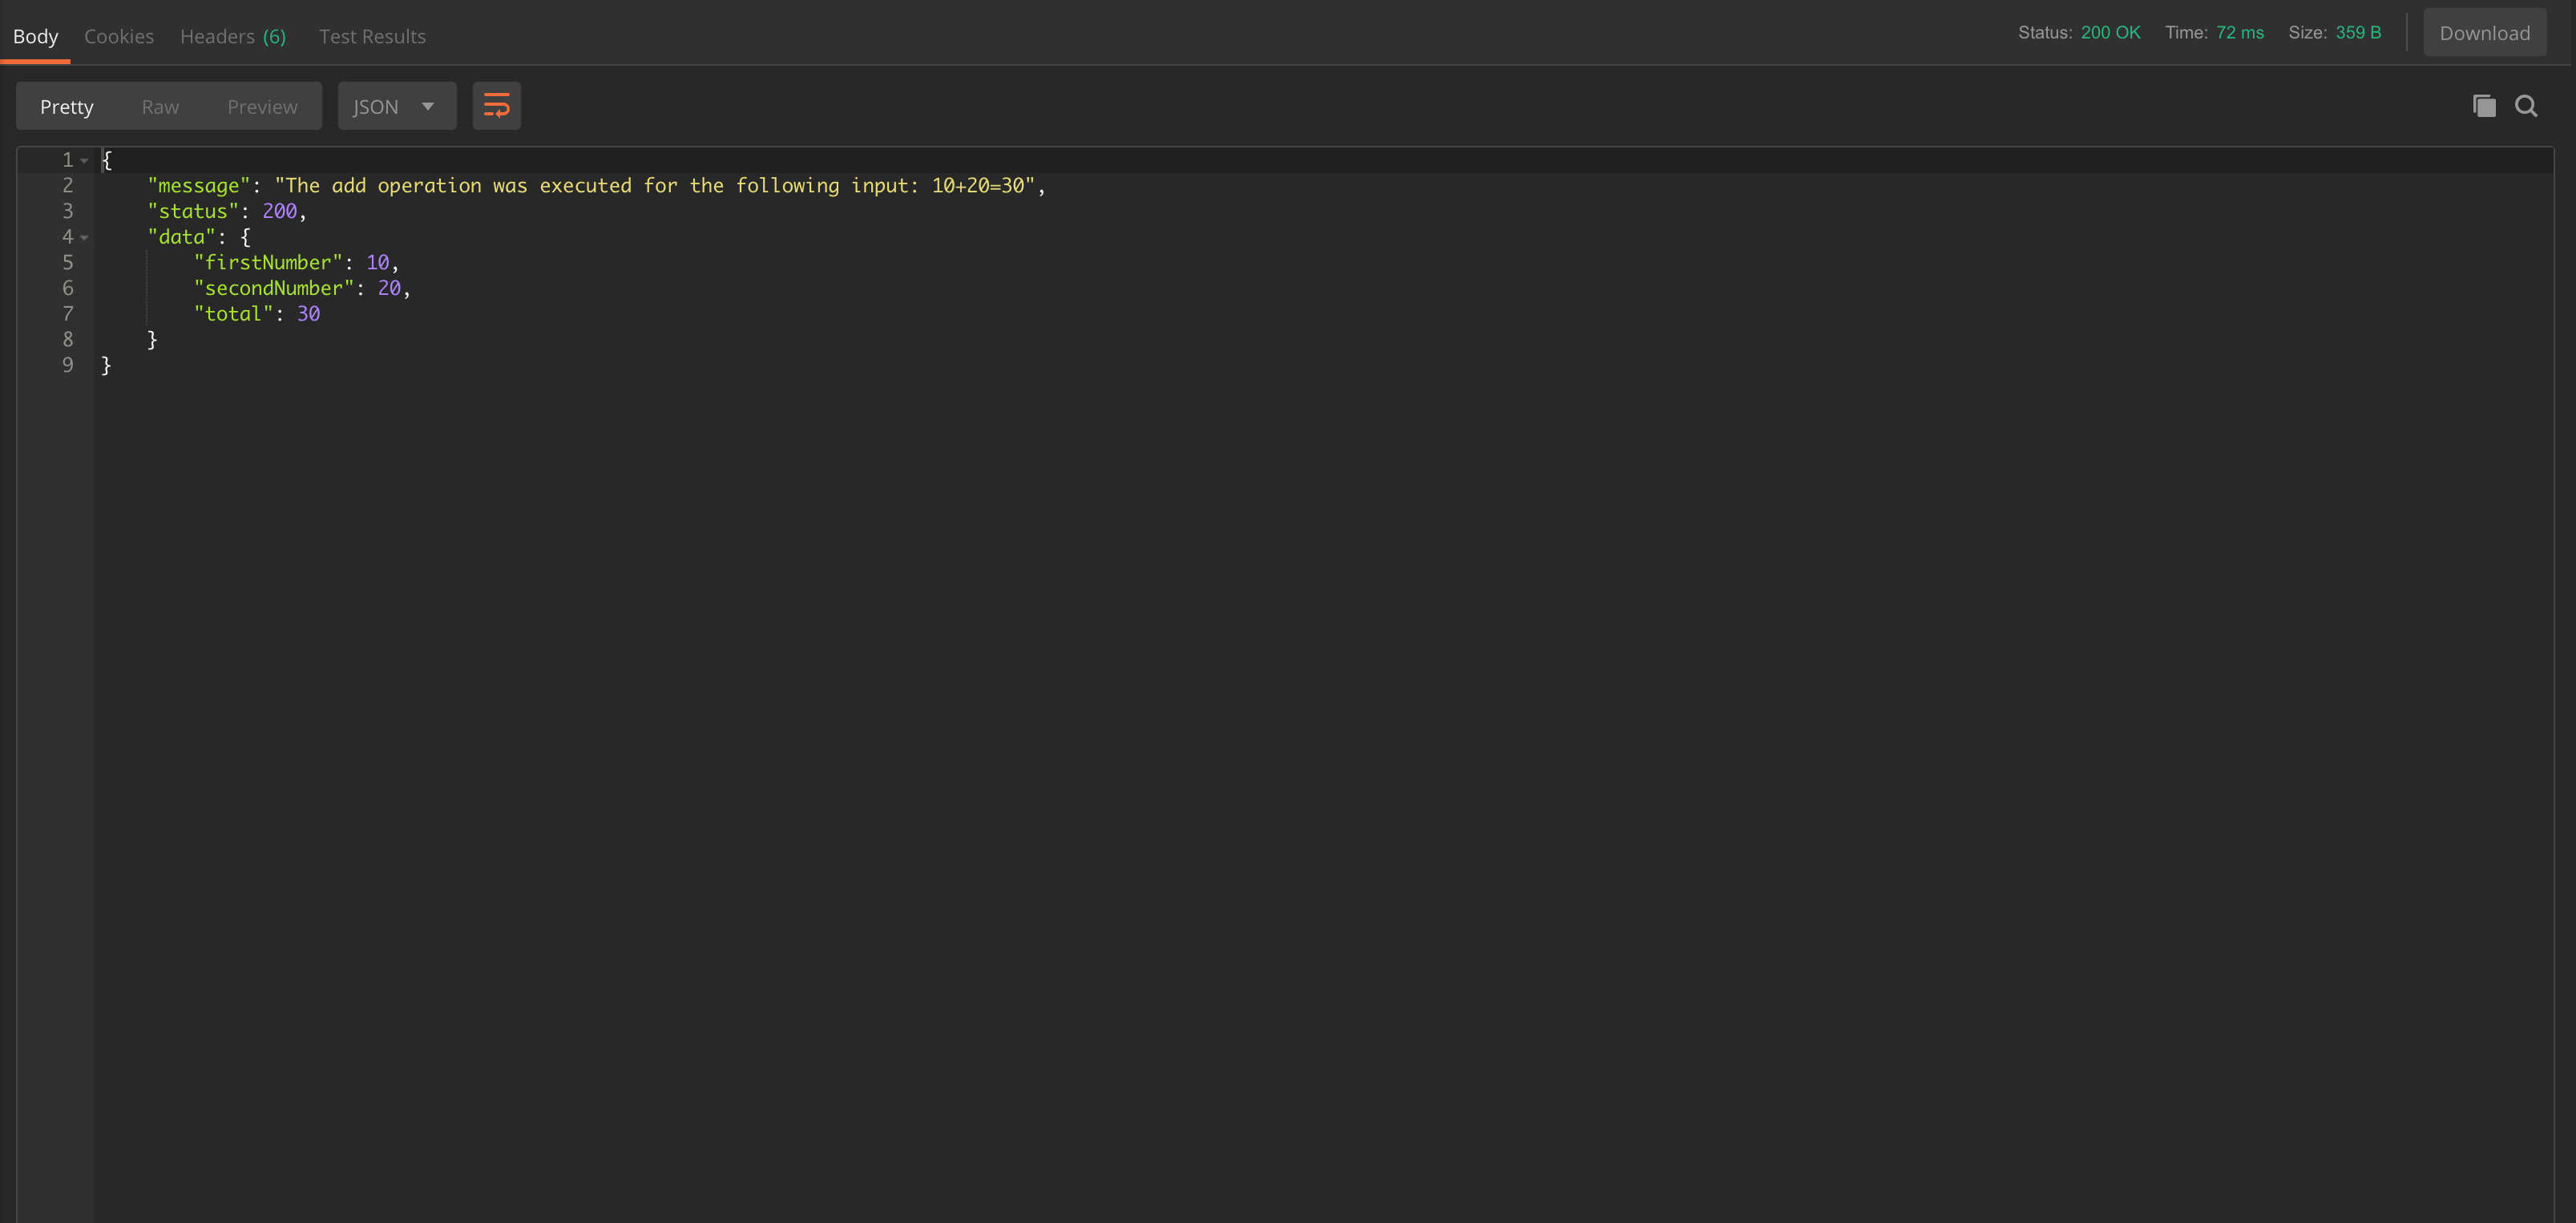 Body Cookies Headers (6) Test Results Status: 200 OK Time: 72 ms Size: 359 B Download
Pretty Raw Preview JSON
1 {
2     "message": "The add operation was executed for the following input: 10+20=30",
3     "status": 200,
4     "data": {
5         "firstNumber": 10,
6         "secondNumber": 20,
7         "total": 30
8     }
9 }